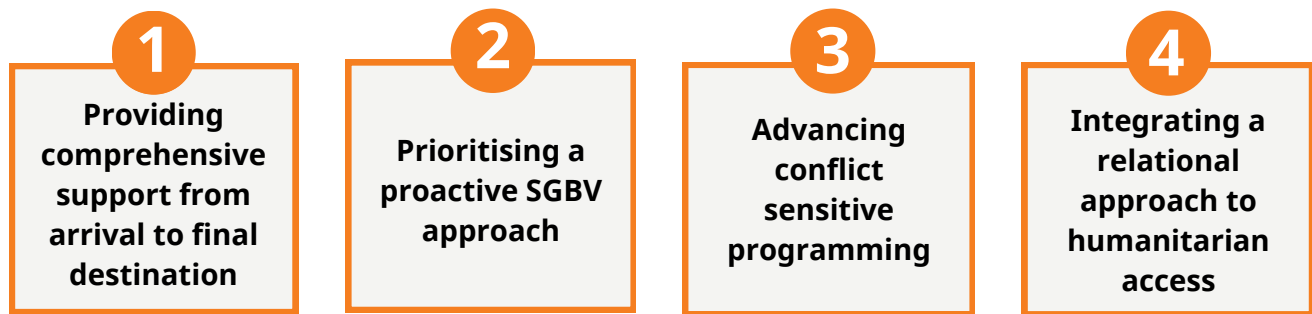 1
Providing
comprehensive
support from
arrival to final
destination
2
Prioritising a
proactive SGBV
approach
3
Advancing
conflict
sensitive
programming
4
Integrating a
relational
approach to
humanitarian
access